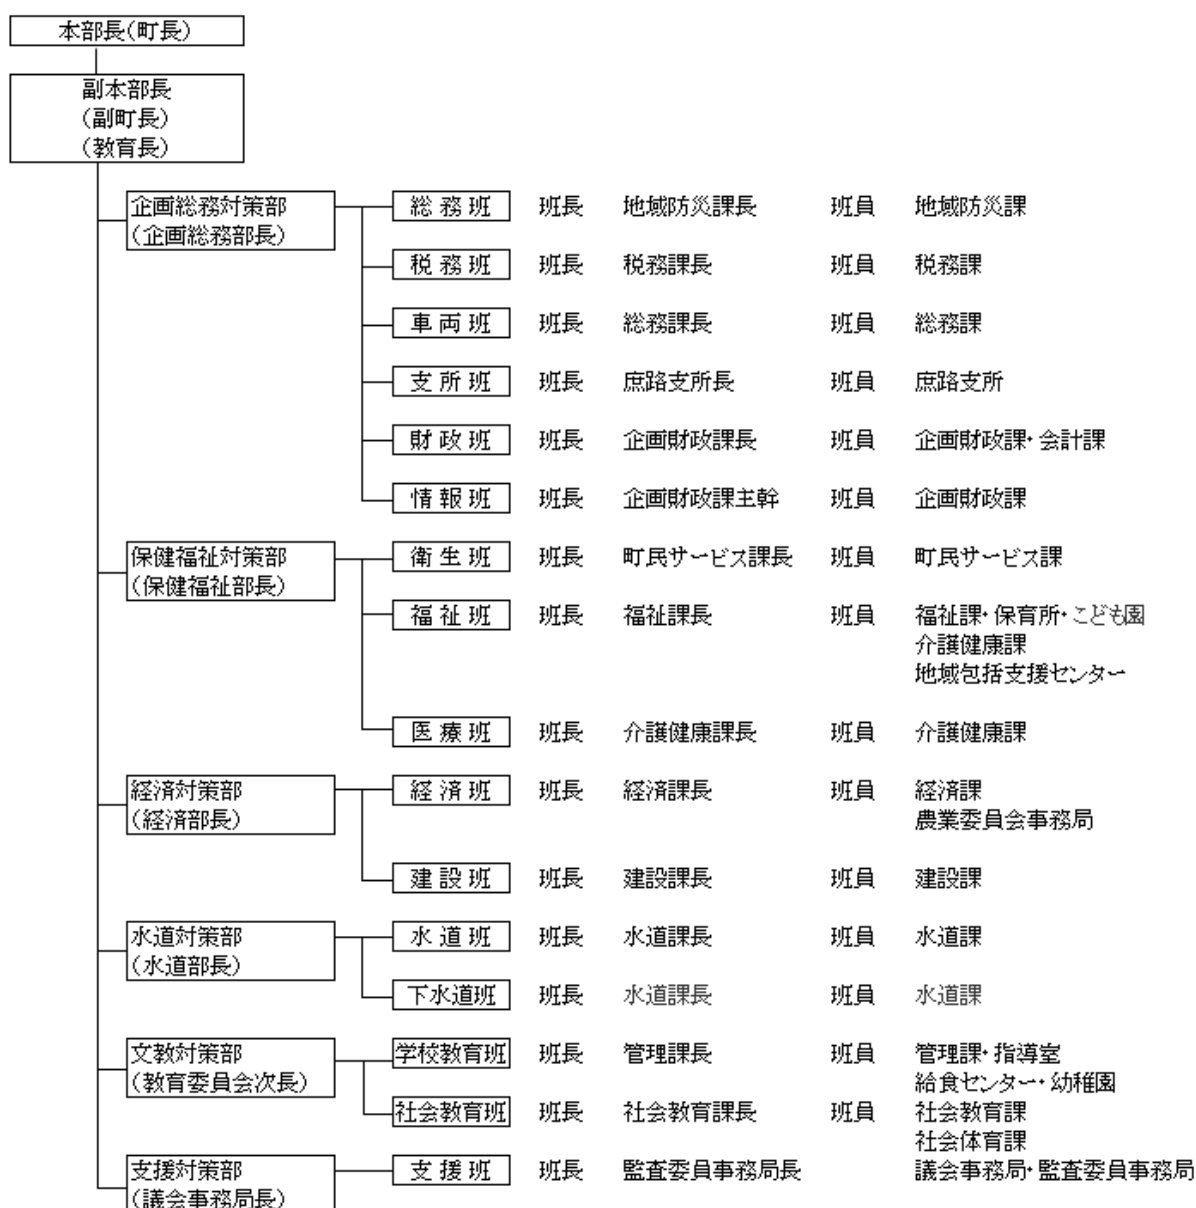 本部長(町長)
副本部長
(副町長)
(教育長)
企画総務対策部 総務班 班長 地域防災課長 班員 地域防災課
(企画総務部長)
税務班 班長 税務課長 班員 税務課
車両班 班長 総務課長 班員 総務課
支所班 班長 庶路支所長 班員 庶路支所
財政班 班長 企画財政課長 班員 企画財政課・会計課
情報班 班長 企画財政課主幹 班員 企画財政課
保健福祉対策部 衛生班 班長 町民サービス課長 班員 町民サービス課
(保健福祉部長)
福祉班 班長 福祉課長 班員 福祉課・保育所・こども園
介護健康課
地域包括支援センター
医療班 班長 介護健康課長 班員 介護健康課
経済対策部 経済班 班長 経済課長 班員 経済課
(経済部長) 農業委員会事務局
建設班 班長 建設課長 班員 建設課
水道対策部 水道班 班長 水道課長 班員 水道課
(水道部長)
下水道班 班長 水道課長 班員 水道課
文教対策部 学校教育班 班長 管理課長 班員 管理課・指導室
(教育委員会次長) 給食センター・幼稚園
社会教育班 班長 社会教育課長 班員 社会教育課
社会体育課
支援対策部 支援班 班長 監査委員事務局長 議会事務局・監査委員事務局
(議会事務局長)